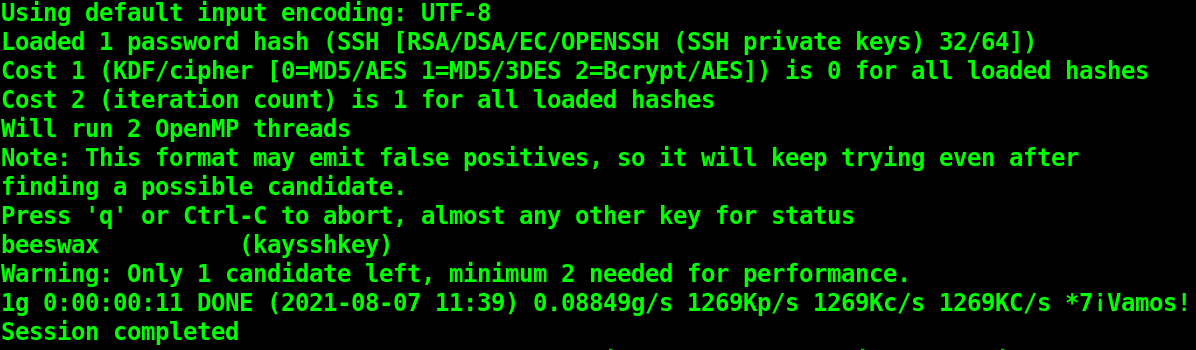 Using default input encoding: UTF-8
Loaded 1 password hash (SSH [RSA/DSA/EC/OPENSSH (SSH private keys) 32/64])
Cost 1 (KDF/cipher [0=MD5/AES 1=MD5/3DES 2=Bcrypt/AES]) is 0 for all loaded hashes
Cost 2 (iteration count) is 1 for all loaded hashes
Will run 2 OpenMP threads
Note: This format may emit false positives, so it will keep trying even after
finding a possible candidate.
Press 'q' or Ctrl-C to abort, almost any other key for status
beeswax          (kaysshkey)
Warning: Only 1 candidate left, minimum 2 needed for performance.
1g 0:00:00:11 DONE (2021-08-07 11:39) 0.08849g/s 1269Kp/s 1269Kc/s 1269KC/s *7¡Vamos!
Session completed